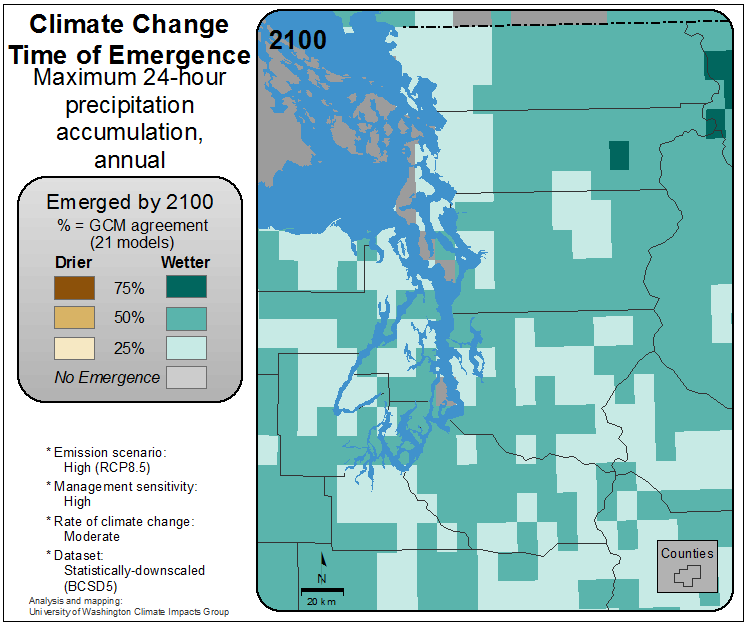 Climate Change
Time of Emergence
Maximum 24-hour
precipitation
accumulation,
annual
2100
Emerged by 2100
% = GCM agreement
(21 models)
Drier Wetter
75%
50%
25%
No Emergence
* Emission scenario:
High (RCP8.5)
* Management sensitivity:
High
* Rate of climate change:
Moderate
* Dataset:
Statistically-downscaled
(BCSD5)
Analysis and mapping:
University of Washington Climate Impacts Group
N
20 km
Counties